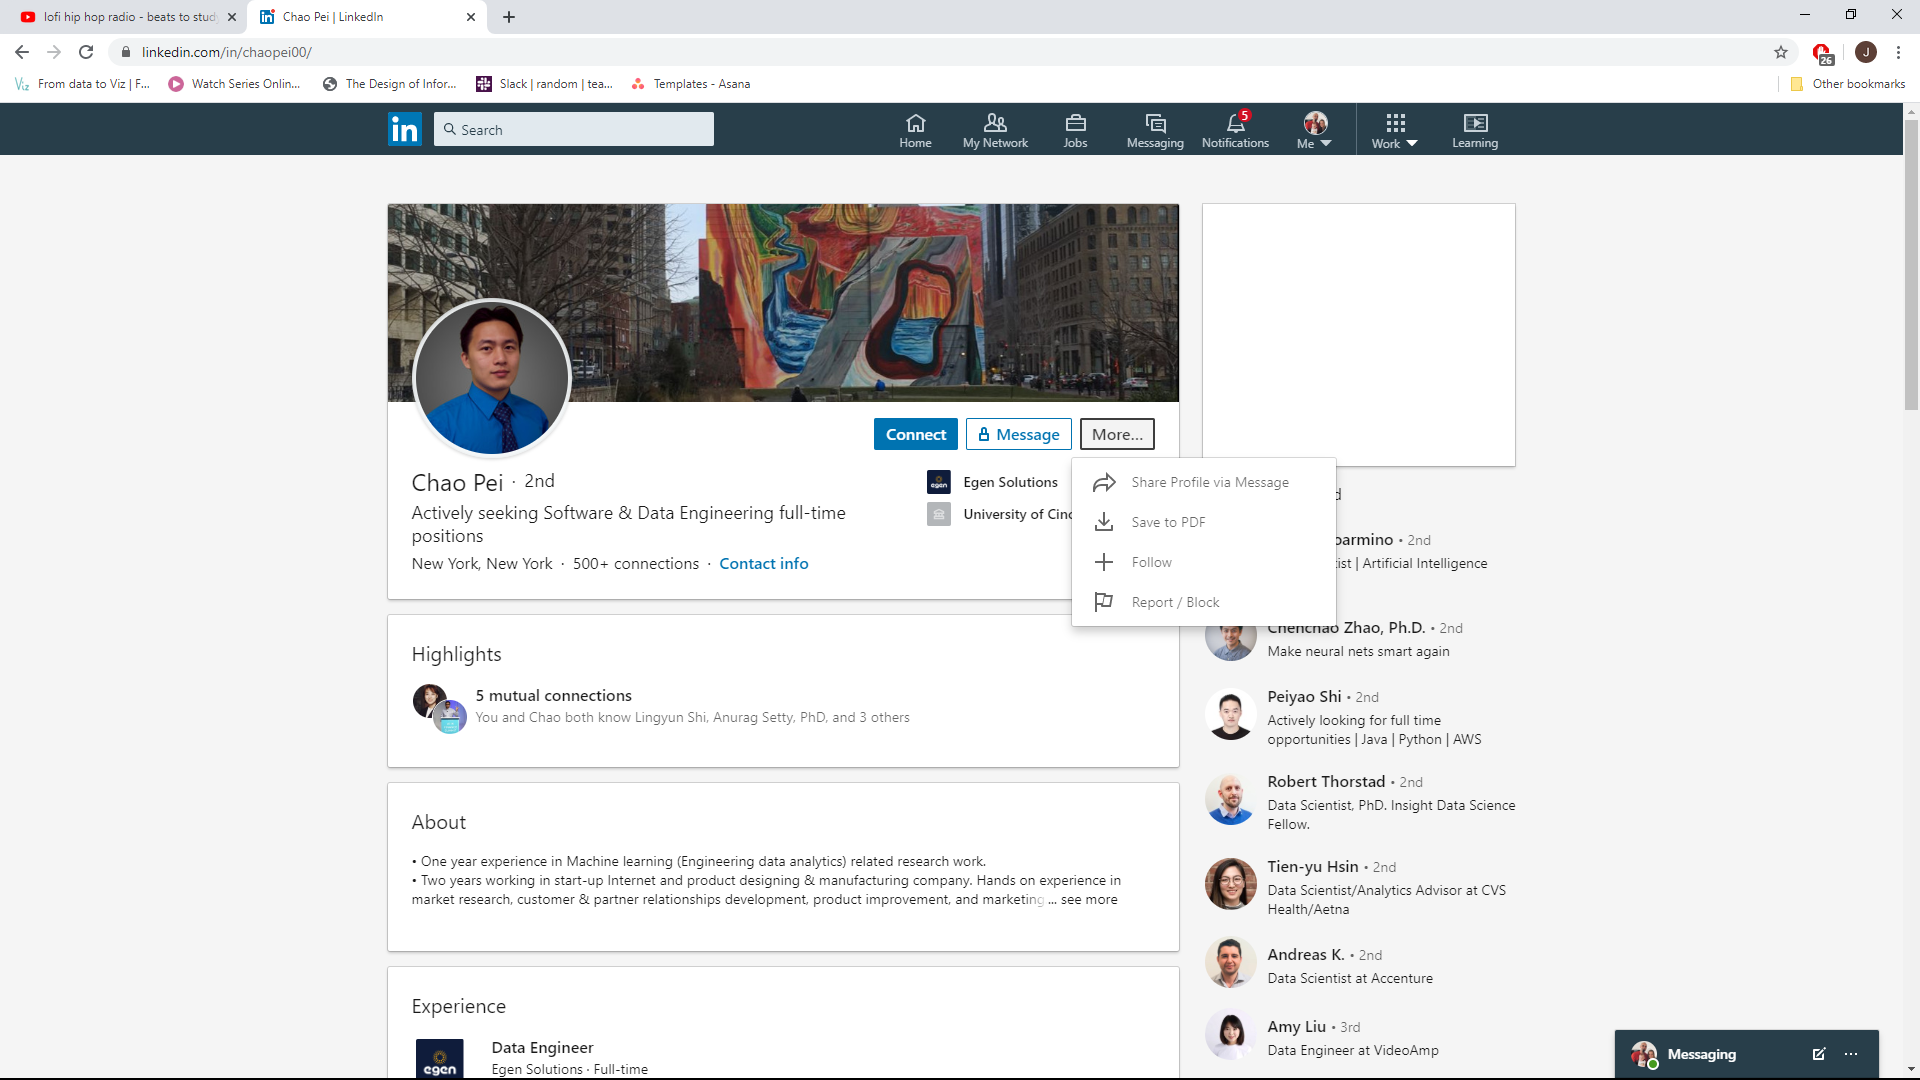 lofi hip hop radio - beats to stud
Chao Pei | LinkedIn
linkedin.com/in/chaopei00/
26
J
From data to Viz | F...
Watch Series Online...
The Design of Infor...
Slack | random | tea...
Templates - Asana
Other bookmarks
in
Search
Home
My Network
Jobs
Messaging
5
Notifications
Me
Work
Learning
Connect
Message
More...
Chao Pei · 2nd
Actively seeking Software & Data Engineering full-time
positions
New York, New York · 500+ connections · Contact info
egen
Egen Solutions
University of Cinc
Share Profile via Message
Save to PDF
Follow
Report / Block
Highlights
5 mutual connections
You and Chao both know Lingyun Shi, Anurag Setty, PhD, and 3 others
About
• One year experience in Machine learning (Engineering data analytics) related research work.
• Two years working in start-up Internet and product designing & manufacturing company. Hands on experience in
market research, customer & partner relationships development, product improvement, and marketing ... see more
Experience
egen
Data Engineer
Egen Solutions · Full-time
d
oarmino • 2nd
tist | Artificial Intelligence
Chenchao Zhao, Ph.D. • 2nd
Make neural nets smart again
Peiyao Shi • 2nd
Actively looking for full time
opportunities | Java | Python | AWS
Robert Thorstad • 2nd
Data Scientist, PhD. Insight Data Science
Fellow.
Tien-yu Hsin • 2nd
Data Scientist/Analytics Advisor at CVS
Health/Aetna
Andreas K. • 2nd
Data Scientist at Accenture
Amy Liu • 3rd
Data Engineer at VideoAmp
Messaging